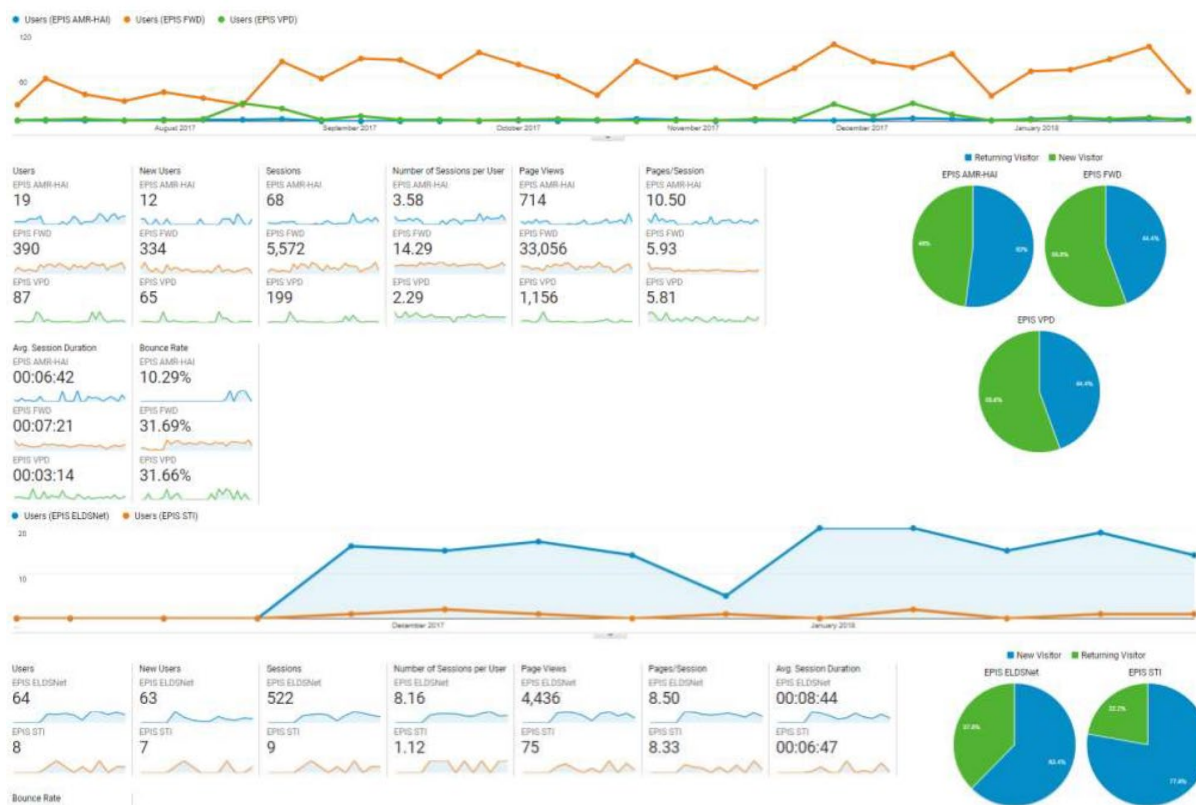 Users (EPIS AMR-HAI) Users (EPIS FWD) Users (EPIS VPD)
120
60
August 2017 September 2017 October 2017 November 2017 December 2017 January 2018
Returning Visitor New Visitor
Users New Users Sessions Number of Sessions per User Page Views Pages/Session
EPIS AMR-HAI EPIS AMR-HAI EPIS AMR-HAI EPIS AMR-HAI EPIS AMR-HAI EPIS AMR-HAI
19 12 68 3.58 714 10.50
EPIS FWD EPIS FWD EPIS FWD EPIS FWD EPIS FWD EPIS FWD
390 334 5,572 14.29 33,056 5.93
EPIS VPD EPIS VPD EPIS VPD EPIS VPD EPIS VPD EPIS VPD
87 65 199 2.29 1,156 5.81
EPIS AMR-HAI EPIS FWD
44.4%
EPIS VPD
44.4%
Avg. Session Duration Bounce Rate
EPIS AMR-HAI EPIS AMR-HAI
00:06:42 10.29%
EPIS FWD EPIS FWD
00:07:21 31.69%
EPIS VPD EPIS VPD
00:03:14 31.66%
Users (EPIS ELDSNet) Users (EPIS STI)
20
10
December 2017 January 2018
New Visitor Returning Visitor
Users New Users Sessions Number of Sessions per User Page Views Pages/Session Avg. Session Duration
EPIS ELDSNet EPIS ELDSNet EPIS ELDSNet EPIS ELDSNet EPIS ELDSNet EPIS ELDSNet EPIS ELDSNet
64 63 522 8.16 4,436 8.50 00:08:44
EPIS STI EPIS STI EPIS STI EPIS STI EPIS STI EPIS STI EPIS STI
8 7 9 1.12 75 8.33 00:06:47
EPIS ELDSNet EPIS STI
22.2%
77.8%
Bounce Rate